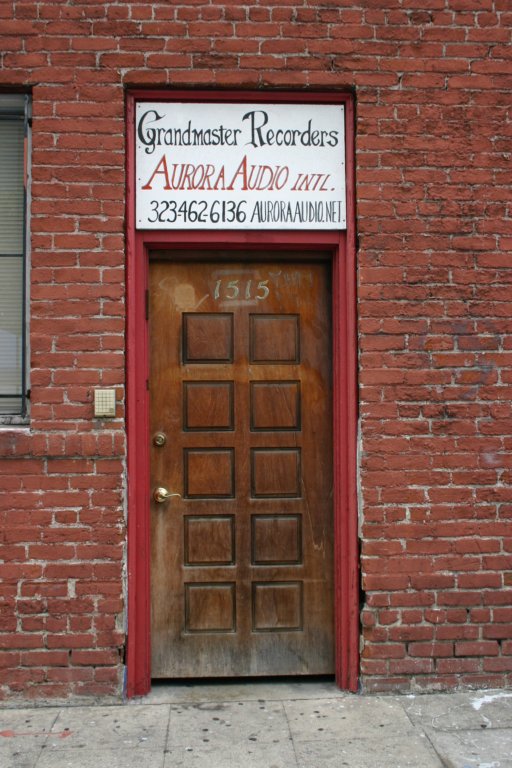 Grandmaster Recorders
AURORA AUDIO INTL.
323-462-6136 AURORAAUDIO.NET
1515